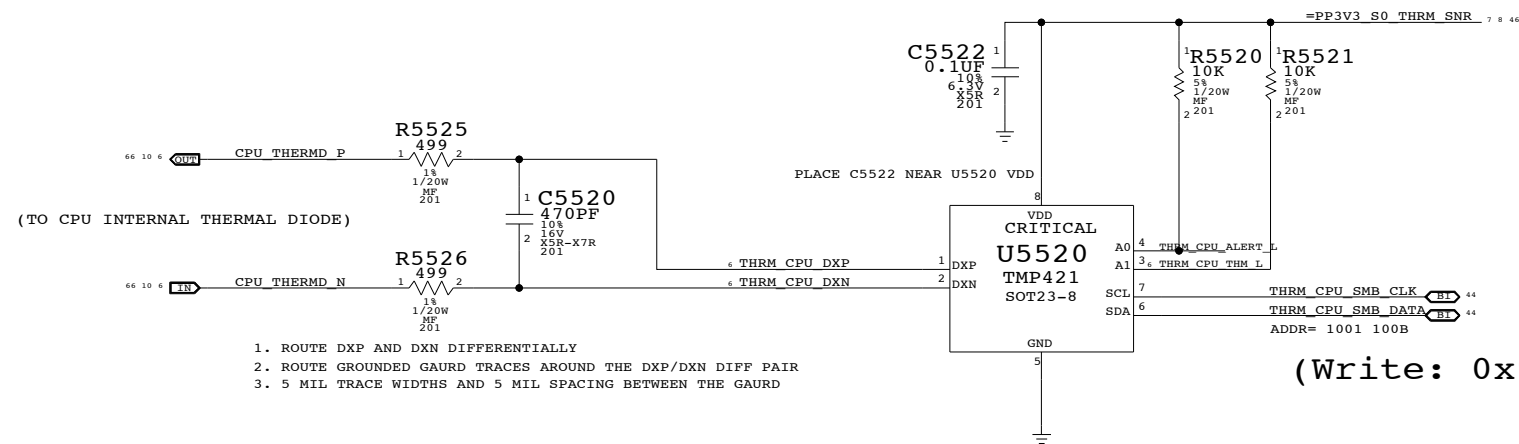 =PP3V3_S0_THRM_SNR 7 8 46
C5522 1
0.1UF
10%
6.3V
X5R 2
201
1 R5520
10K
5%
1/20W
MF
2 201
1 R5521
10K
5%
1/20W
MF
2 201
R5525
499
66 10 6 OUT CPU_THERMD_P 1 2
1%
1/20W
MF
201
PLACE C5522 NEAR U5520 VDD
(TO CPU INTERNAL THERMAL DIODE)
1 C5520
470PF
10%
16V
2 X5R-X7R
201
8
VDD
CRITICAL
U5520
TMP421
SOT23-8
A0 4 THRM_CPU_ALERT_L
A1 3 6 THRM_CPU_THM_L
R5526
499
66 10 6 IN CPU_THERMD_N 1 2
1%
1/20W
MF
201
6 THRM_CPU_DXP 1 DXP
6 THRM_CPU_DXN 2 DXN
SCL 7 THRM_CPU_SMB_CLK BI 44
SDA 6 THRM_CPU_SMB_DATA BI 44
ADDR= 1001 100B
GND
5
(Write: 0x
1. ROUTE DXP AND DXN DIFFERENTIALLY
2. ROUTE GROUNDED GAURD TRACES AROUND THE DXP/DXN DIFF PAIR
3. 5 MIL TRACE WIDTHS AND 5 MIL SPACING BETWEEN THE GAURD